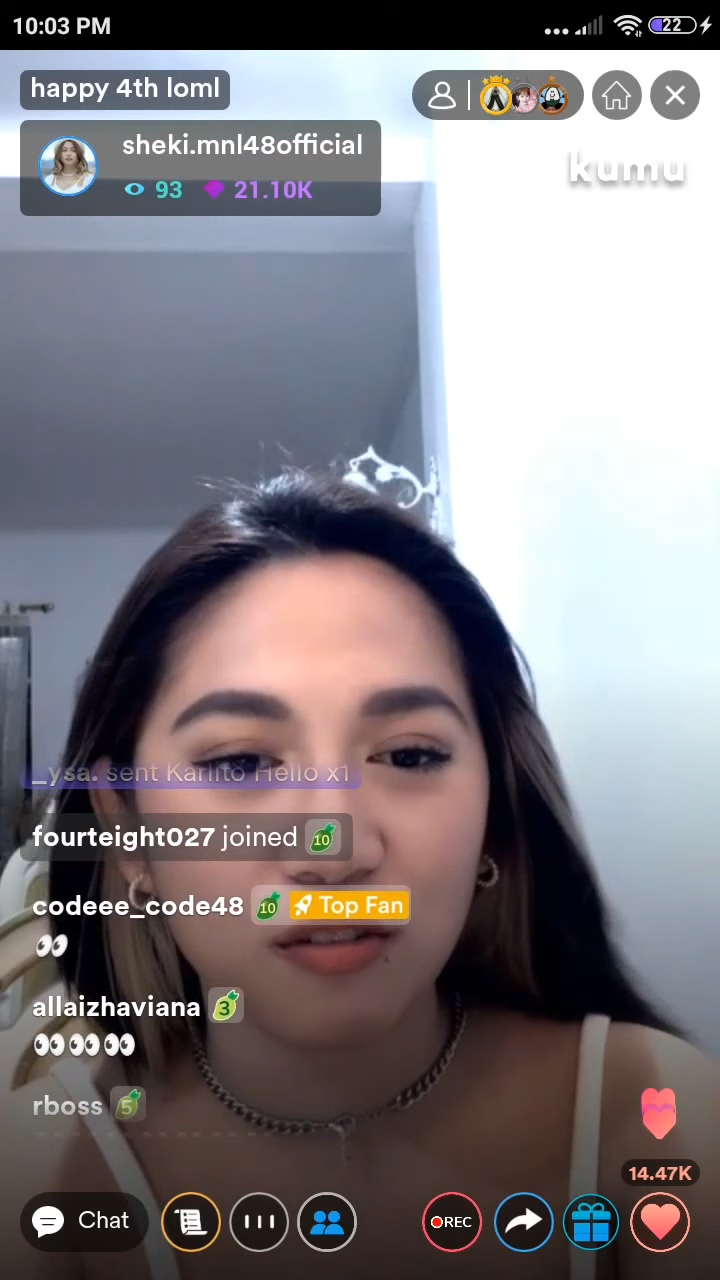 10:03 PM
22
happy 4th loml
sheki.mnl48official
93
21.10K
kumu
_ysa. sent Karlito Hello x1
fourteight027 joined 10
codeee_code48 10 Top Fan
allaizhaviana 3
rboss 5
14.47K
Chat
REC